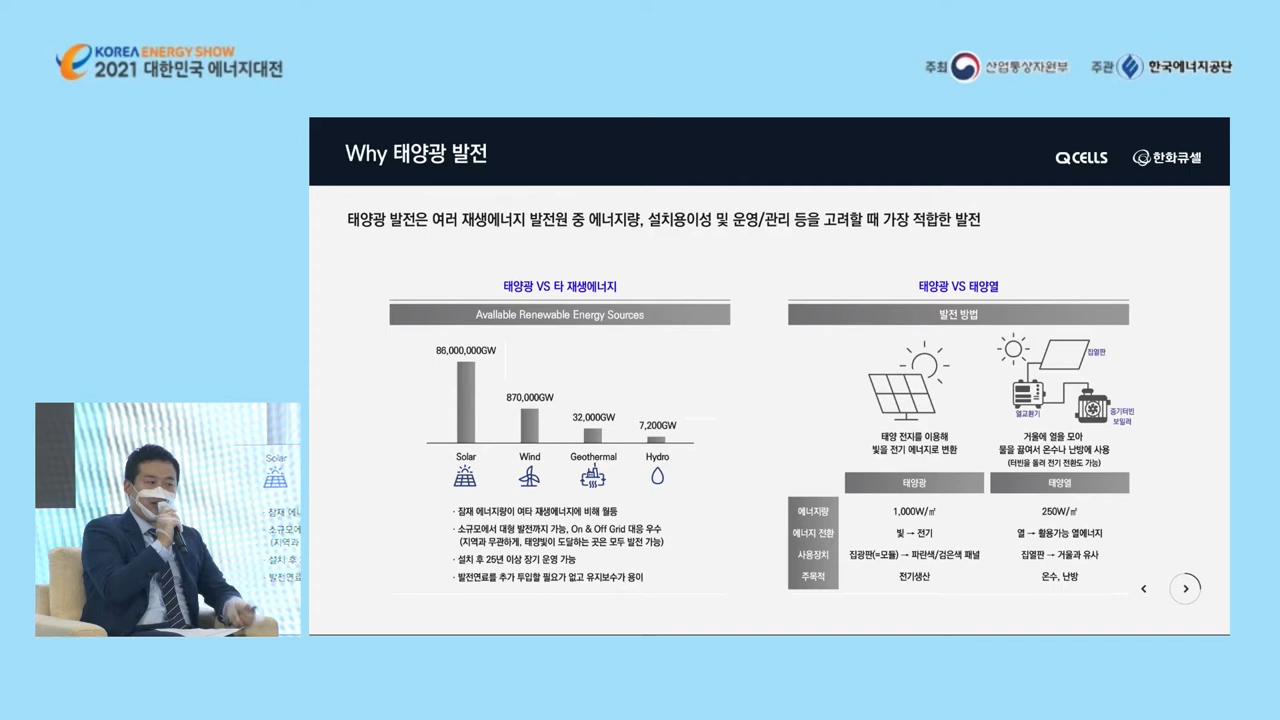 KOREA ENERGY SHOW
2021 대한민국 에너지대전
주최 산업통상자원부 주관 한국에너지공단
Why 태양광 발전
Q CELLS 한화큐셀
태양광 발전은 여러 재생에너지 발전원 중 에너지량, 설치용이성 및 운영/관리 등을 고려할 때 가장 적합한 발전
태양광 VS 타 재생에너지
Available Renewable Energy Sources
86,000,000GW
870,000GW
32,000GW
7,200GW
Solar Wind Geothermal Hydro
· 잠재 에너지량이 여타 재생에너지에 비해 월등
· 소규모에서 대형 발전까지 가능, On & Off Grid 대응 우수
(지역과 무관하게, 태양빛이 도달하는 곳은 모두 발전 가능)
· 설치 후 25년 이상 장기 운영 가능
· 발전연료를 추가 투입할 필요가 없고 유지보수가 용이
태양광 VS 태양열
발전 방법
집열판
열교환기
증기터빈
보일러
태양 전지를 이용해
빛을 전기 에너지로 변환
거울에 열을 모아
물을 끓여서 온수나 난방에 사용
(터빈을 돌려 전기 전환도 가능)
태양광 태양열
에너지량 1,000W/㎡ 250W/㎡
에너지 전환 빛 → 전기 열 → 활용가능 열에너지
사용장치 집광판(=모듈) → 파란색/검은색 패널 집열판 → 거울과 유사
주목적 전기생산 온수, 난방
Solar
· 잠재 에너
· 소규모에
(지역과
· 설치 후
· 발전연료